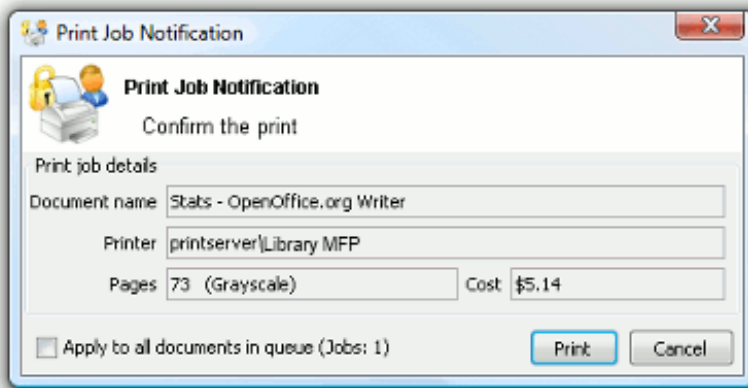 Print Job Notification
Print Job Notification
Confirm the print
Print job details
Document name Stats - OpenOffice.org Writer
Printer printserver\Library MFP
Pages 73 (Grayscale) Cost $5.14
Apply to all documents in queue (Jobs: 1) Print Cancel